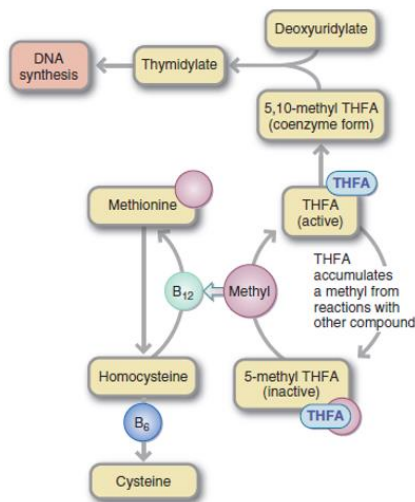 Deoxyuridylate
DNA
synthesis
Thymidylate
5,10-methyl THFA
(coenzyme form)
THFA
Methionine
THFA
(active)
THFA
accumulates
a methyl from
reactions with
other compound
B12
Methyl
Homocysteine
5-methyl THFA
(inactive)
THFA
B6
Cysteine